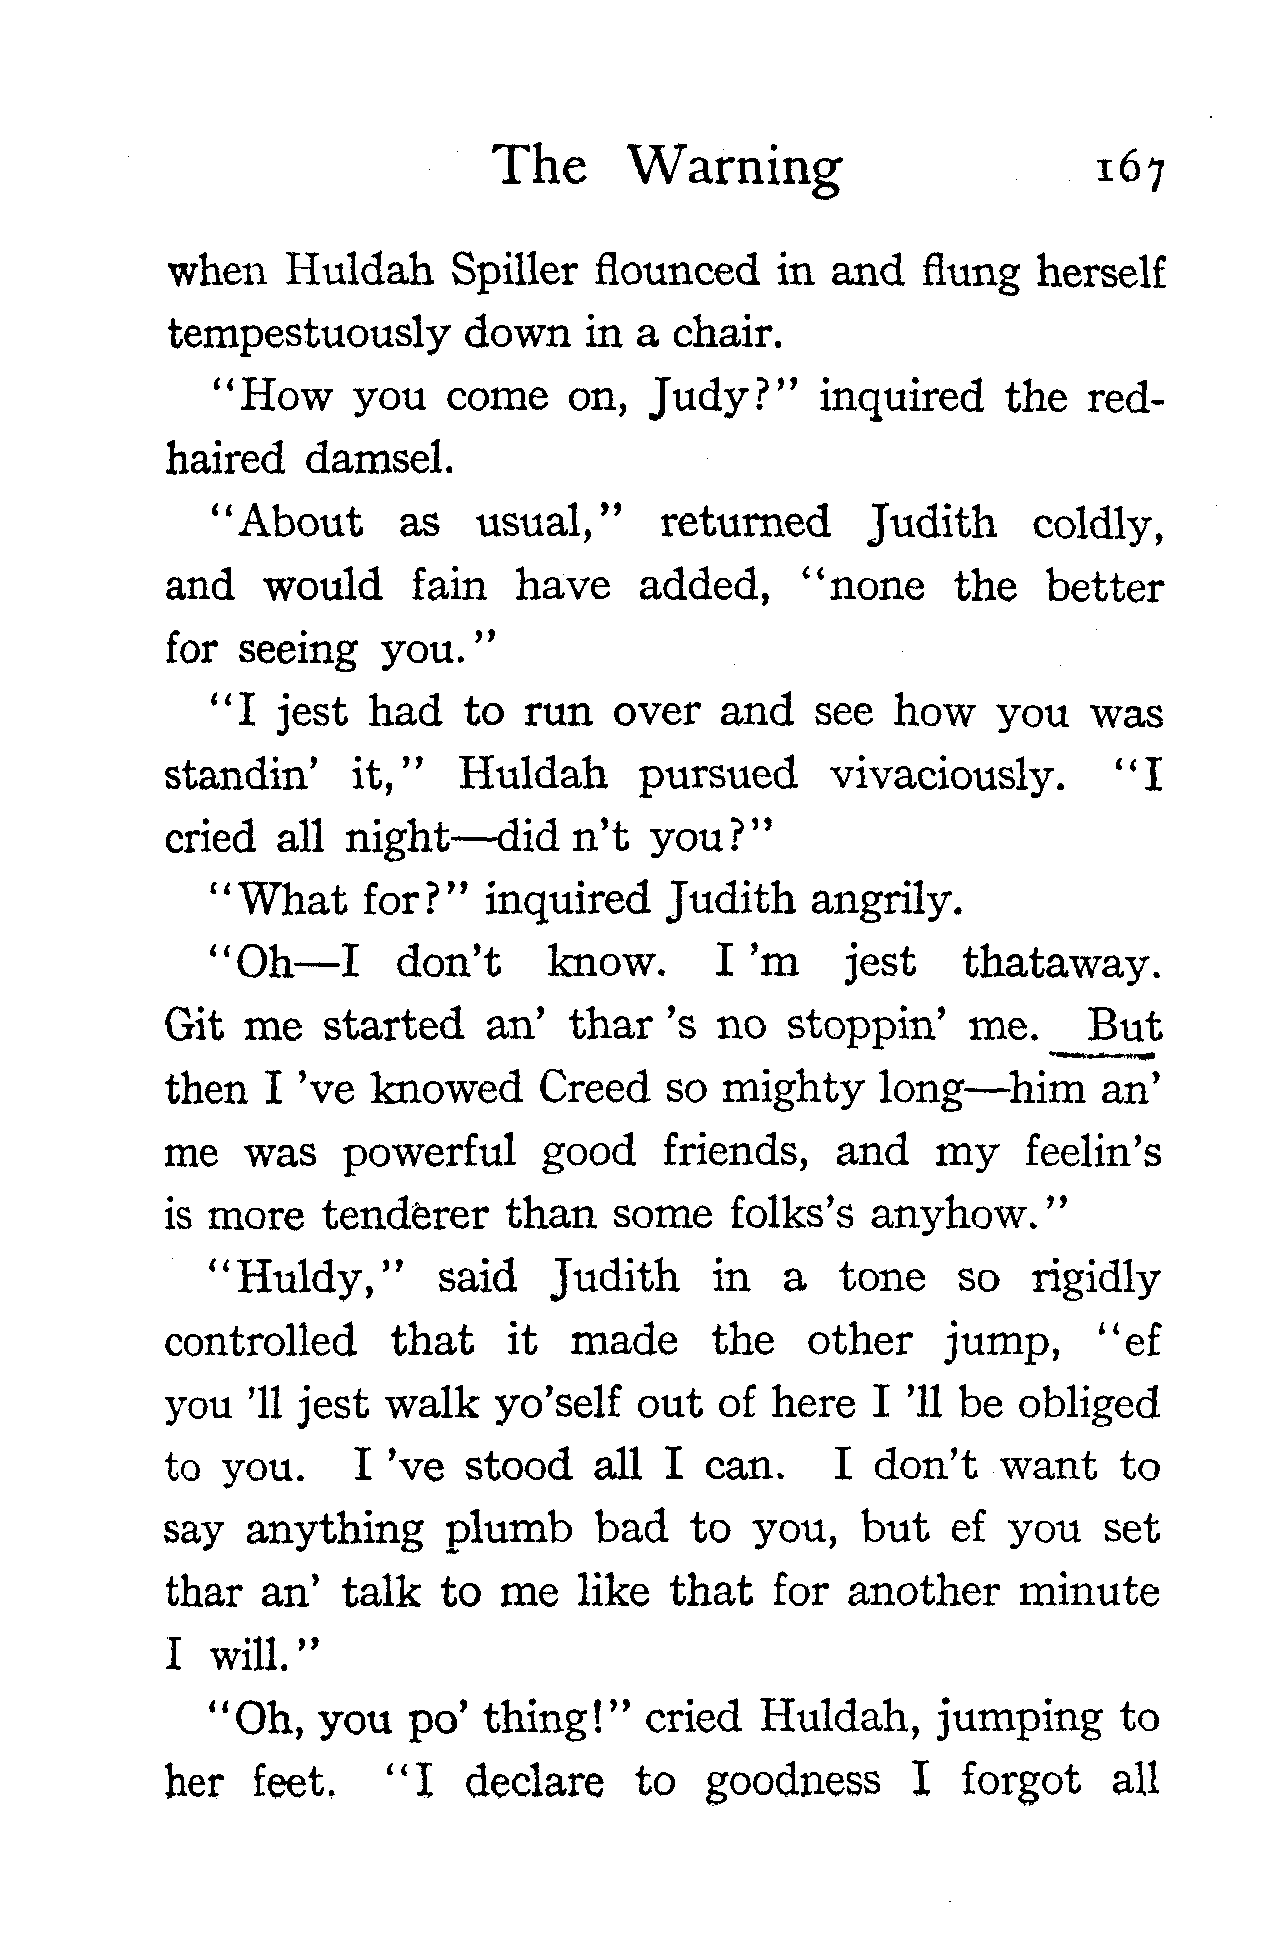 The Warning 167
when Huldah Spiller flounced in and flung herself
tempestuously down in a chair.
"How you come on, Judy?" inquired the red-
haired damsel.
"About as usual," returned Judith coldly,
and would fain have added, "none the better
for seeing you."
"I jest had to run over and see how you was
standin' it," Huldah pursued vivaciously. "I
cried all night—did n't you?"
"What for?" inquired Judith angrily.
"Oh—I don't know. I 'm jest thataway.
Git me started an' thar 's no stoppin' me. But
then I 've knowed Creed so mighty long—him an'
me was powerful good friends, and my feelin's
is more tenderer than some folks's anyhow."
"Huldy," said Judith in a tone so rigidly
controlled that it made the other jump, "ef
you 'll jest walk yo'self out of here I 'll be obliged
to you. I 've stood all I can. I don't want to
say anything plumb bad to you, but ef you set
thar an' talk to me like that for another minute
I will."
"Oh, you po' thing!" cried Huldah, jumping to
her feet. "I declare to goodness I forgot all